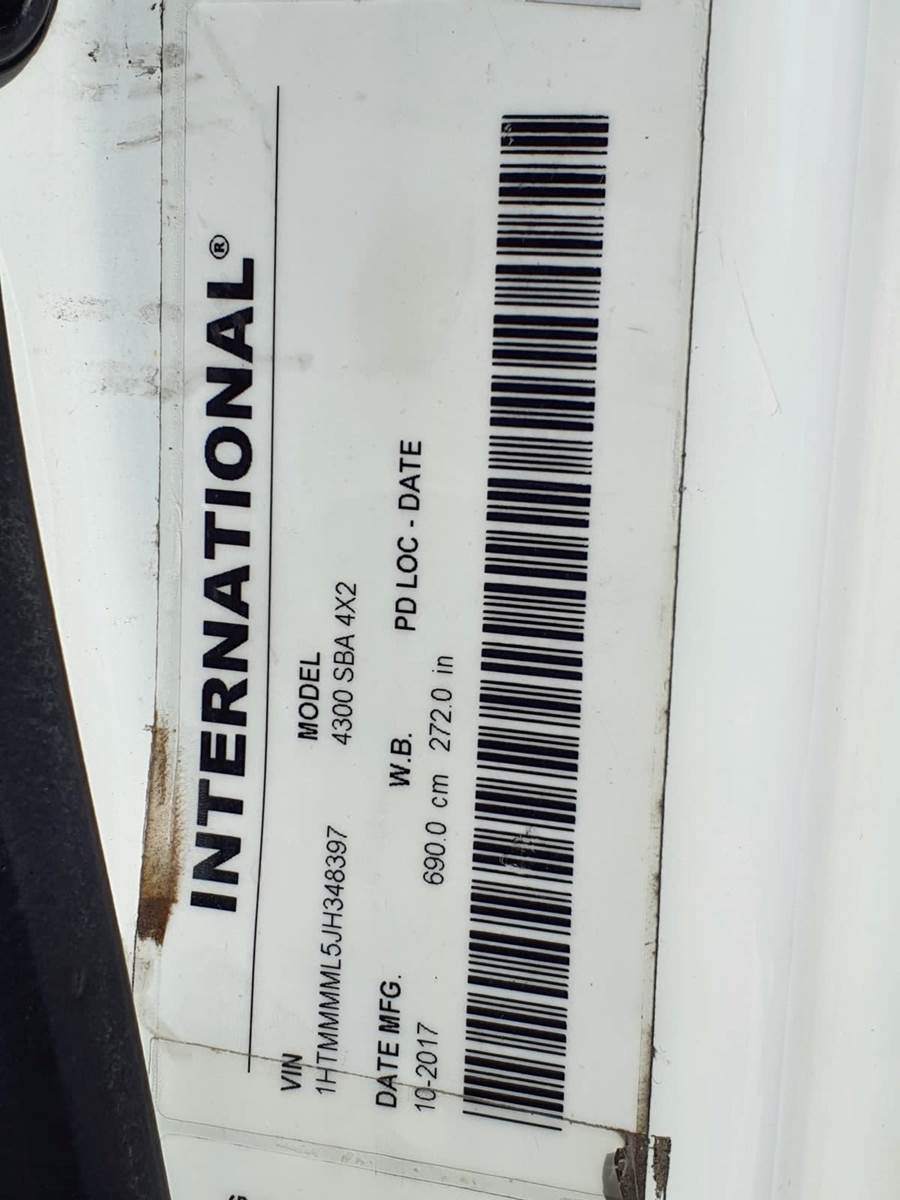 INTERNATIONAL®
VIN MODEL
1HTMMMML5JH348397 4300 SBA 4X2
DATE MFG. W.B. PD LOC - DATE
10-2017 690.0 cm 272.0 in